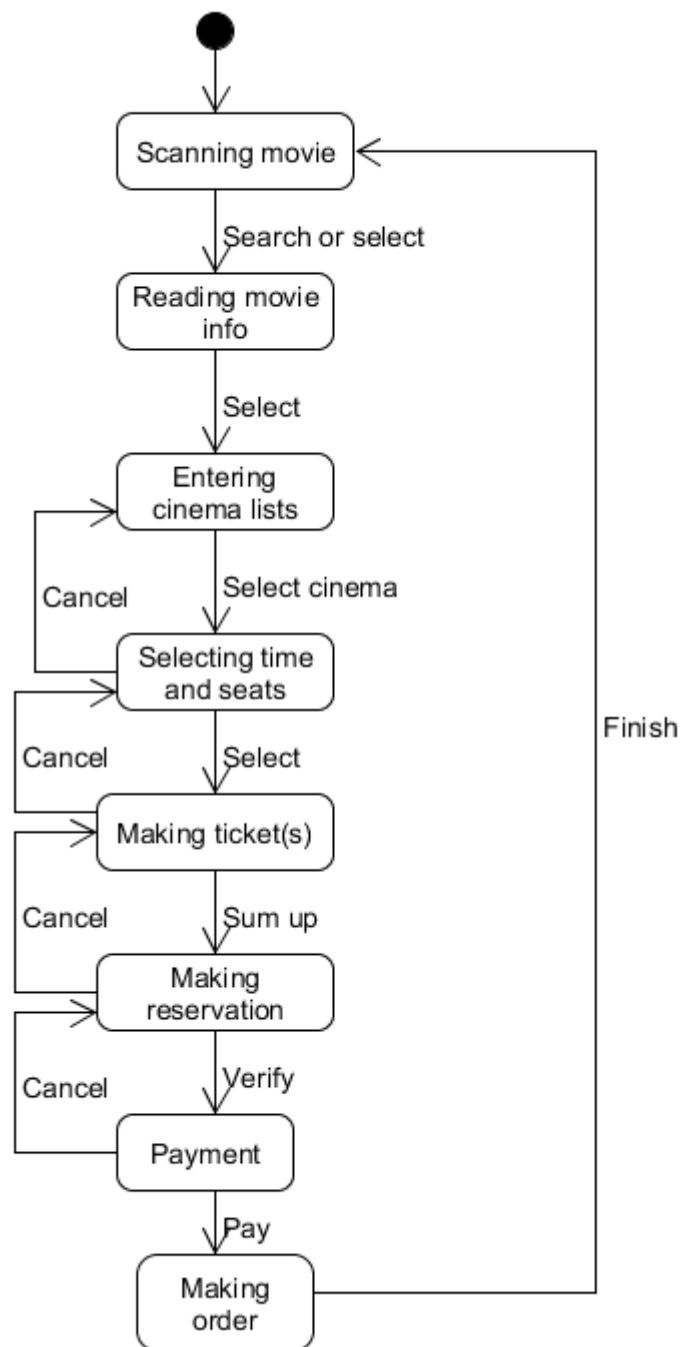 Scanning movie
Search or select
Reading movie
info
Select
Entering
cinema lists
Cancel
Select cinema
Selecting time
and seats
Finish
Cancel
Select
Making ticket(s)
Cancel
Sum up
Making
reservation
Cancel
Verify
Payment
Pay
Making
order